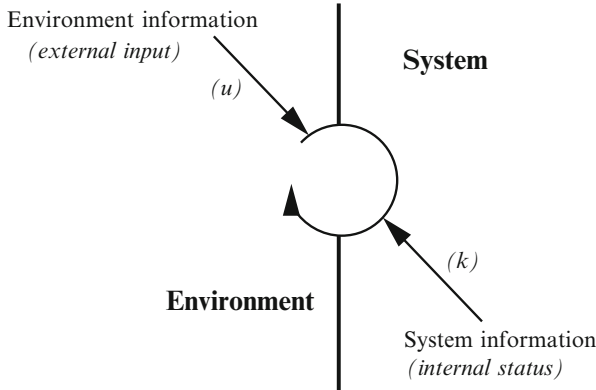 Environment information
(external input)
(u)
System
Environment
(k)
System information
(internal status)